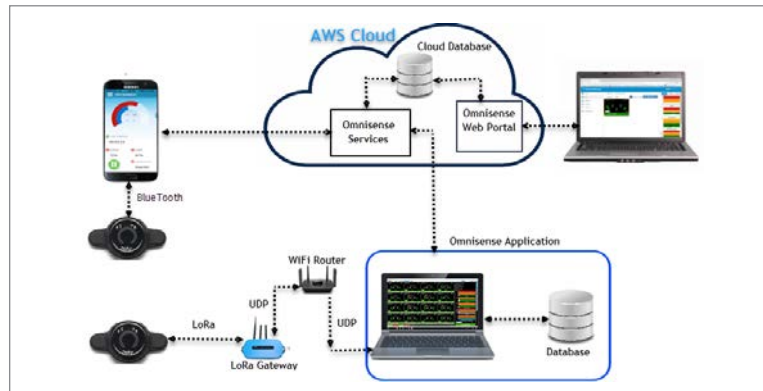 AWS Cloud
Cloud Database
Omnisense
Services
Omnisense
Web Portal
BlueTooth
Omnisense Application
WiFi Router
UDP
UDP
LoRa
LoRa Gateway
Database